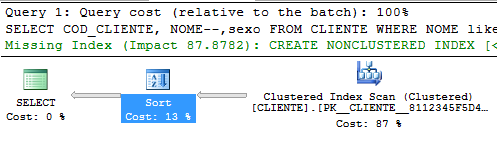 Query 1: Query cost (relative to the batch): 100%
SELECT COD_CLIENTE, NOME--,sexo FROM CLIENTE WHERE NOME like
Missing Index (Impact 87.8782): CREATE NONCLUSTERED INDEX [<
SELECT
Cost: 0 %
Sort
Cost: 13 %
Clustered Index Scan (Clustered)
[CLIENTE].[PK__CLIENTE__8112345F5D4…
Cost: 87 %